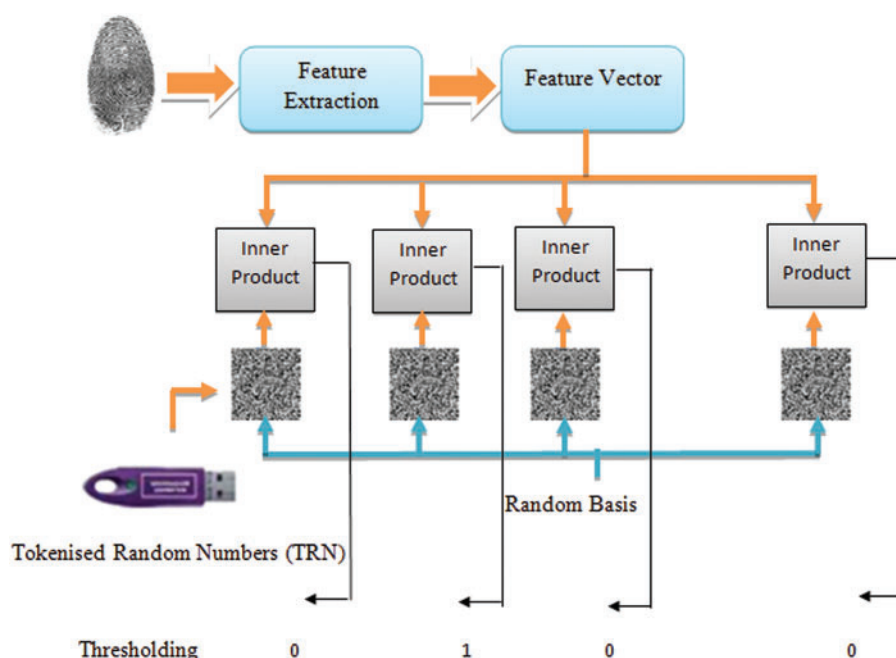 Feature
Extraction
Feature Vector
Inner
Product
Inner
Product
Inner
Product
Inner
Product
Random Basis
Tokenised Random Numbers (TRN)
Thresholding 0 1 0 0